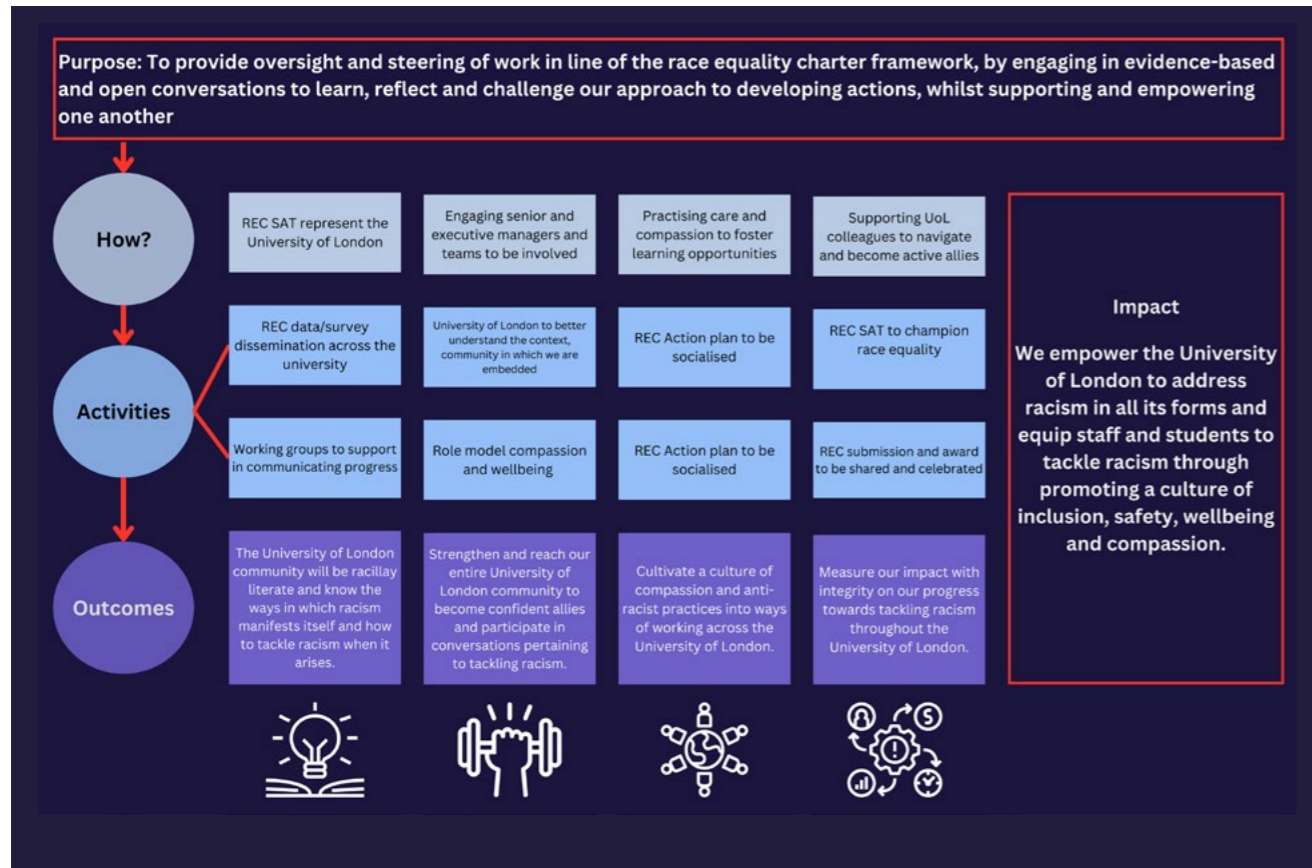 Purpose: To provide oversight and steering of work in line of the race equality charter framework, by engaging in evidence-based
and open conversations to learn, reflect and challenge our approach to developing actions, whilst supporting and empowering
one another
How?
REC SAT represent the
University of London
Engaging senior and
executive managers and
teams to be involved
Practising care and
compassion to foster
learning opportunities
Supporting UoL
colleagues to navigate
and become active allies
Activities
REC data/survey
dissemination across the
university
University of London to better
understand the context,
community in which we are
embedded
REC Action plan to be
socialised
REC SAT to champion
race equality
Working groups to support
in communicating progress
Role model compassion
and wellbeing
REC Action plan to be
socialised
REC submission and award
to be shared and celebrated
Outcomes
The University of London
community will be racillay
literate and know the
ways in which racism
manifests itself and how
to tackle racism when it
arises.
Strengthen and reach our
entire University of
London community to
become confident allies
and participate in
conversations pertaining
to tackling racism.
Cultivate a culture of
compassion and anti-
racist practices into ways
of working across the
University of London.
Measure our impact with
integrity on our progress
towards tackling racism
throughout the
University of London.
Impact
We empower the University
of London to address
racism in all its forms and
equip staff and students to
tackle racism through
promoting a culture of
inclusion, safety, wellbeing
and compassion.